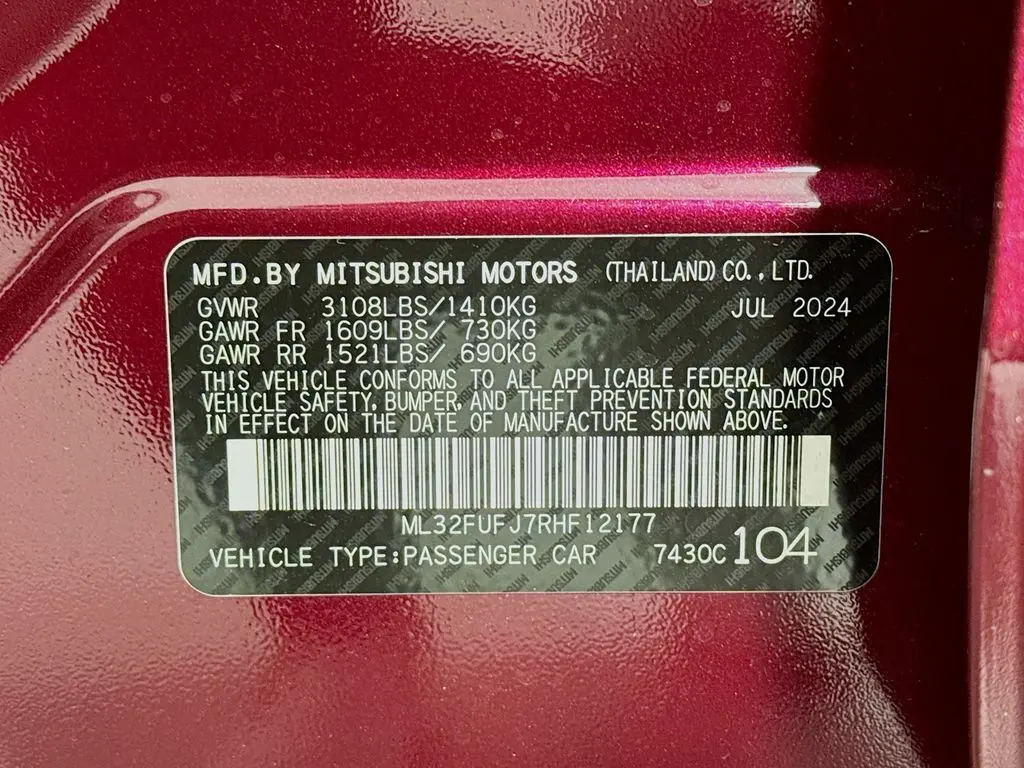 MFD.BY MITSUBISHI MOTORS (THAILAND) CO.,LTD.
GVWR 3108LBS/1410KG JUL 2024
GAWR FR 1609LBS/ 730KG
GAWR RR 1521LBS/ 690KG
THIS VEHICLE CONFORMS TO ALL APPLICABLE FEDERAL MOTOR
VEHICLE SAFETY, BUMPER, AND THEFT PREVENTION STANDARDS
IN EFFECT ON THE DATE OF MANUFACTURE SHOWN ABOVE.
ML32FUFJ7RHF12177
VEHICLE TYPE:PASSENGER CAR 7430C 104